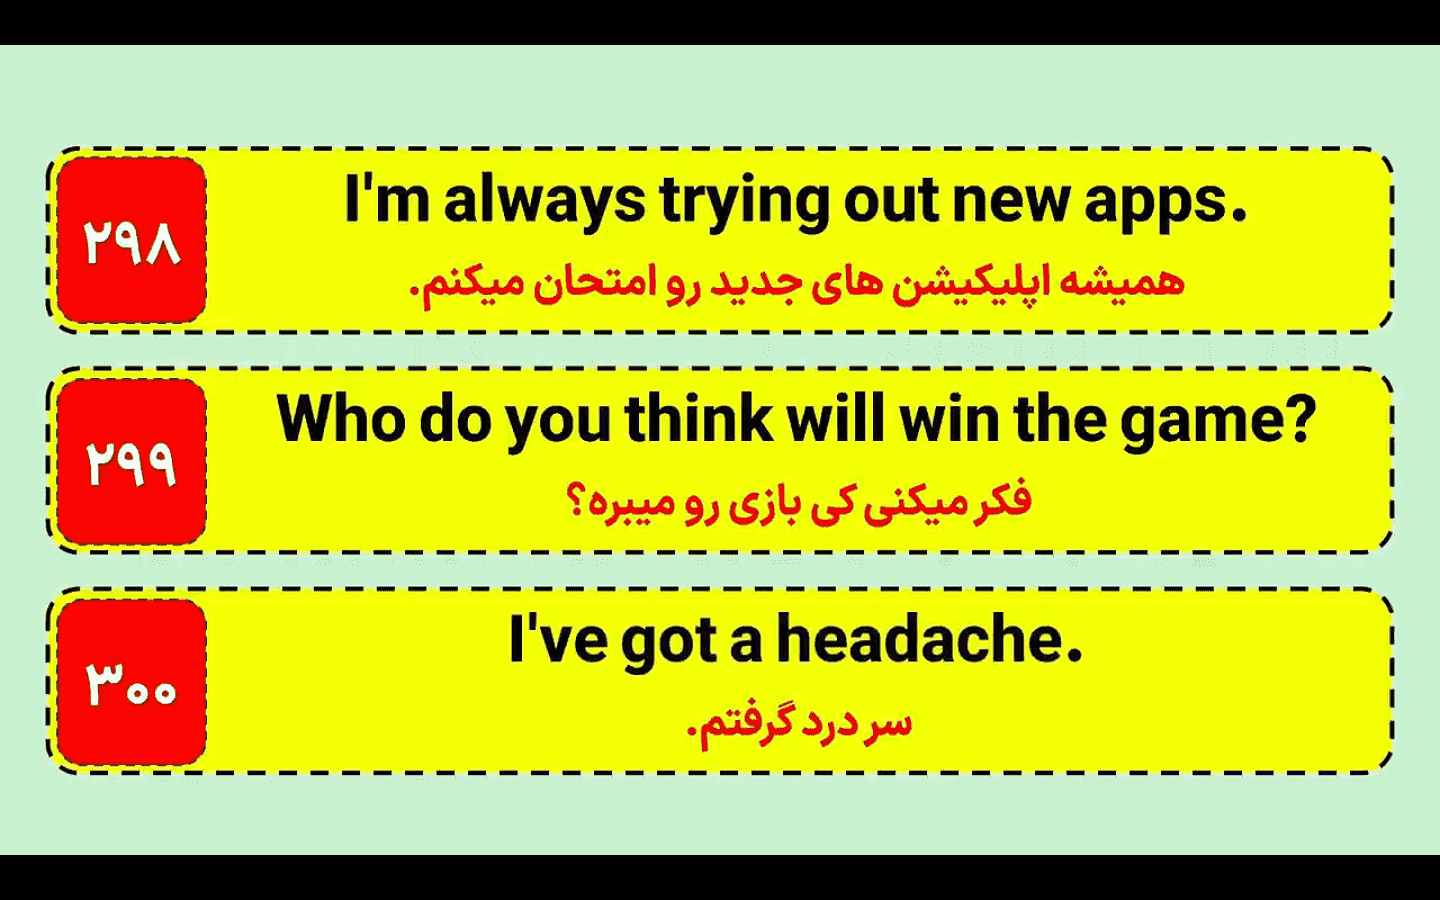 ۲۹۸
I'm always trying out new apps.
همیشه اپلیکیشن های جدید رو امتحان میکنم.
۲۹۹
Who do you think will win the game?
فکر میکنی کی بازی رو میبره؟
۳۰۰
I've got a headache.
سر درد گرفتم.